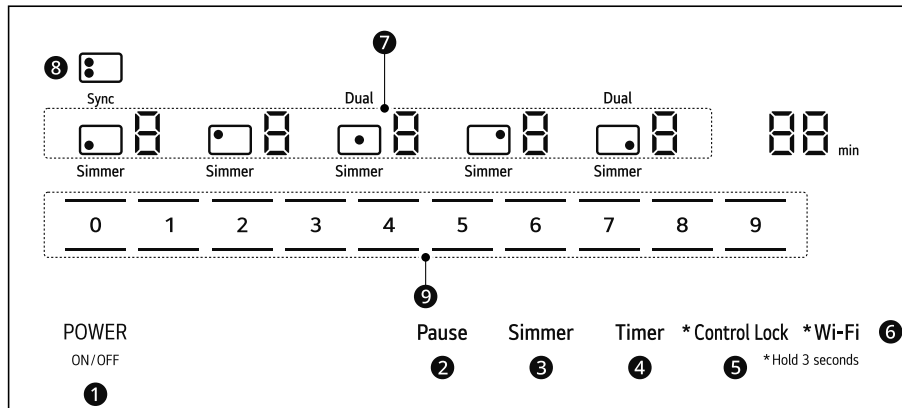 7
8
Sync Dual Dual
8 8 8 8 8 88 min
Simmer Simmer Simmer Simmer Simmer
0 1 2 3 4 5 6 7 8 9
9
POWER Pause Simmer Timer *Control Lock *Wi-Fi 6
ON/OFF 2 3 4 5 *Hold 3 seconds
1